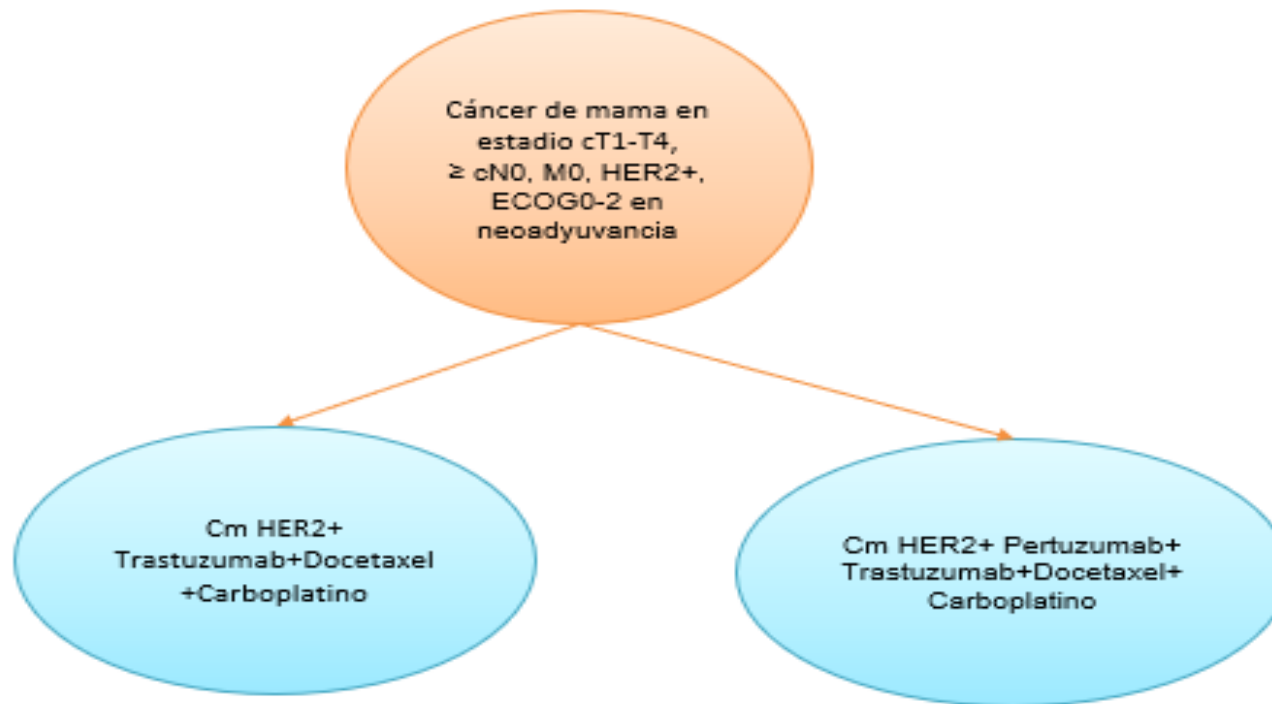 Cáncer de mama en
estadio cT1-T4,
≥ cN0, M0, HER2+,
ECOG0-2 en
neoadyuvancia
Cm HER2+
Trastuzumab+Docetaxel
+Carboplatino
Cm HER2+ Pertuzumab+
Trastuzumab+Docetaxel+
Carboplatino